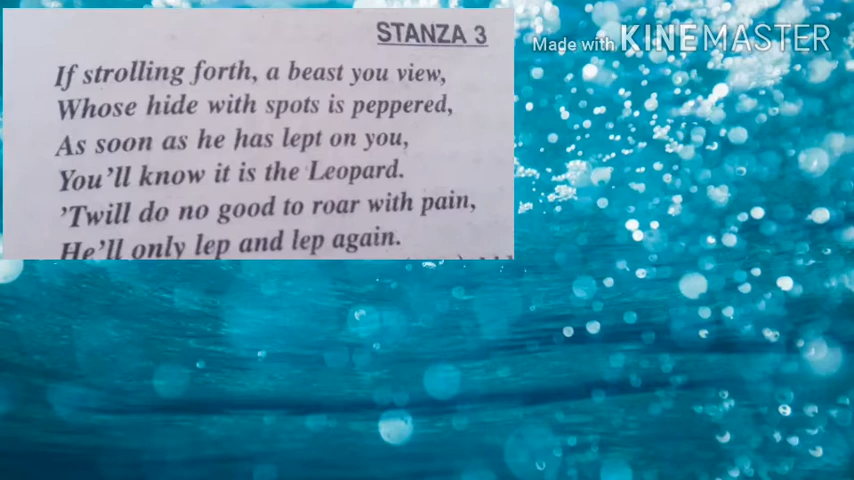 STANZA 3
Made with KINEMASTER
If strolling forth, a beast you view,
Whose hide with spots is peppered,
As soon as he has lept on you,
You'll know it is the Leopard.
'Twill do no good to roar with pain,
He'll only lep and lep again.